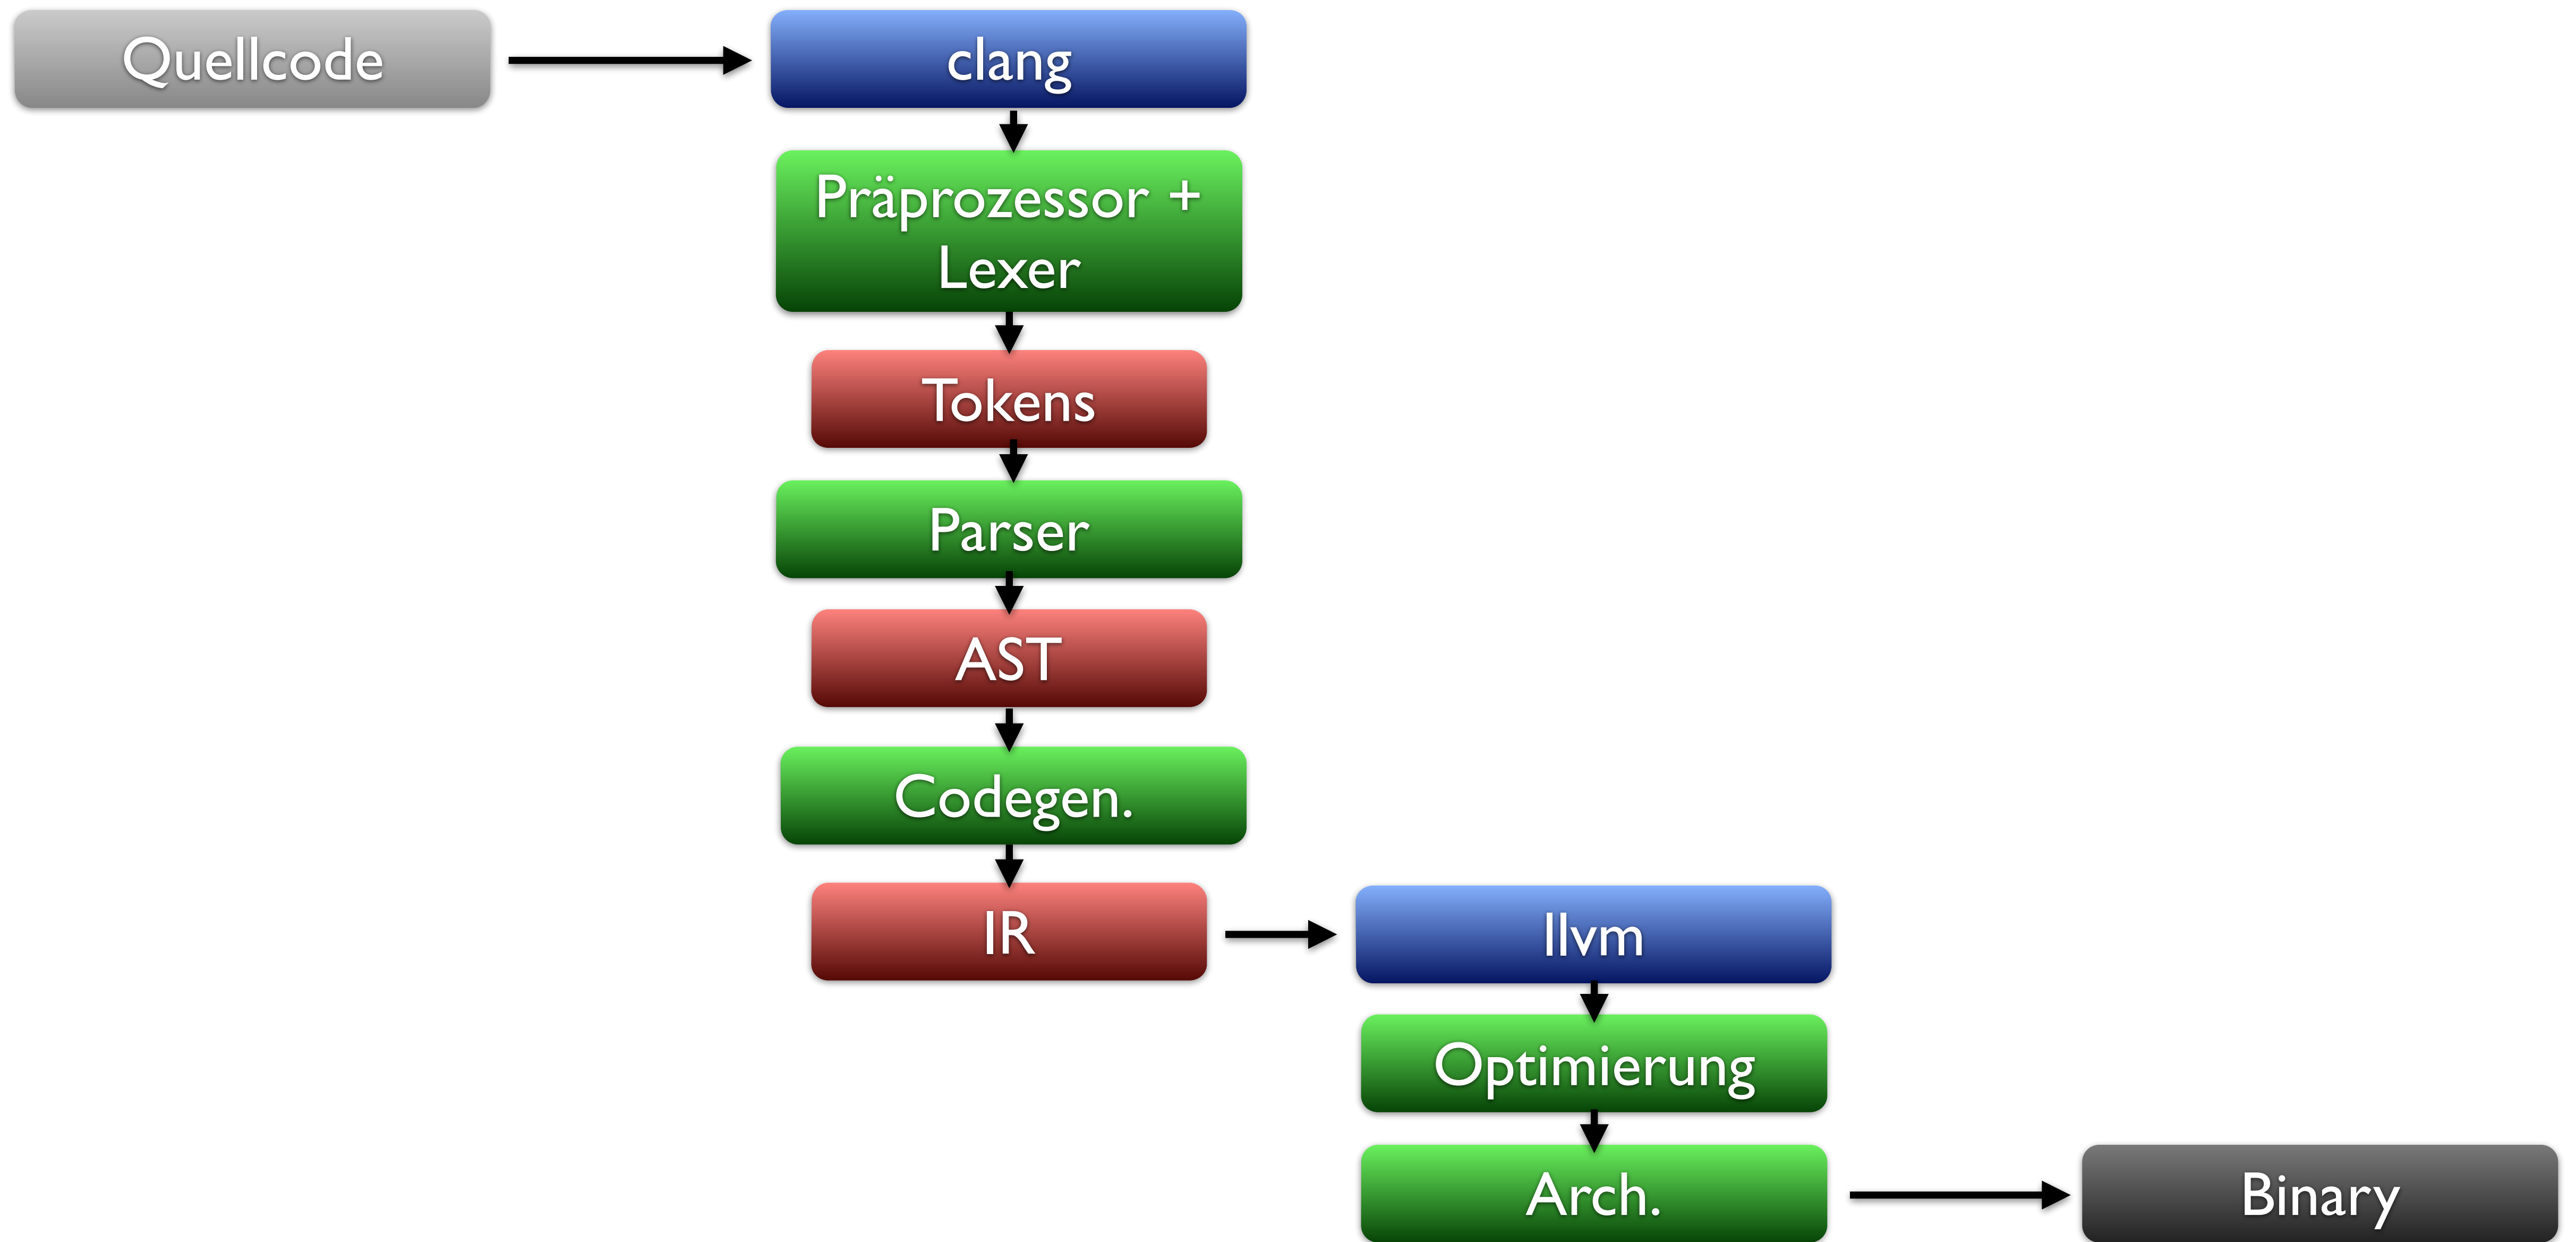 Quellcode
clang
Präprozessor +
Lexer
Tokens
Parser
AST
Codegen.
IR
llvm
Optimierung
Arch.
Binary